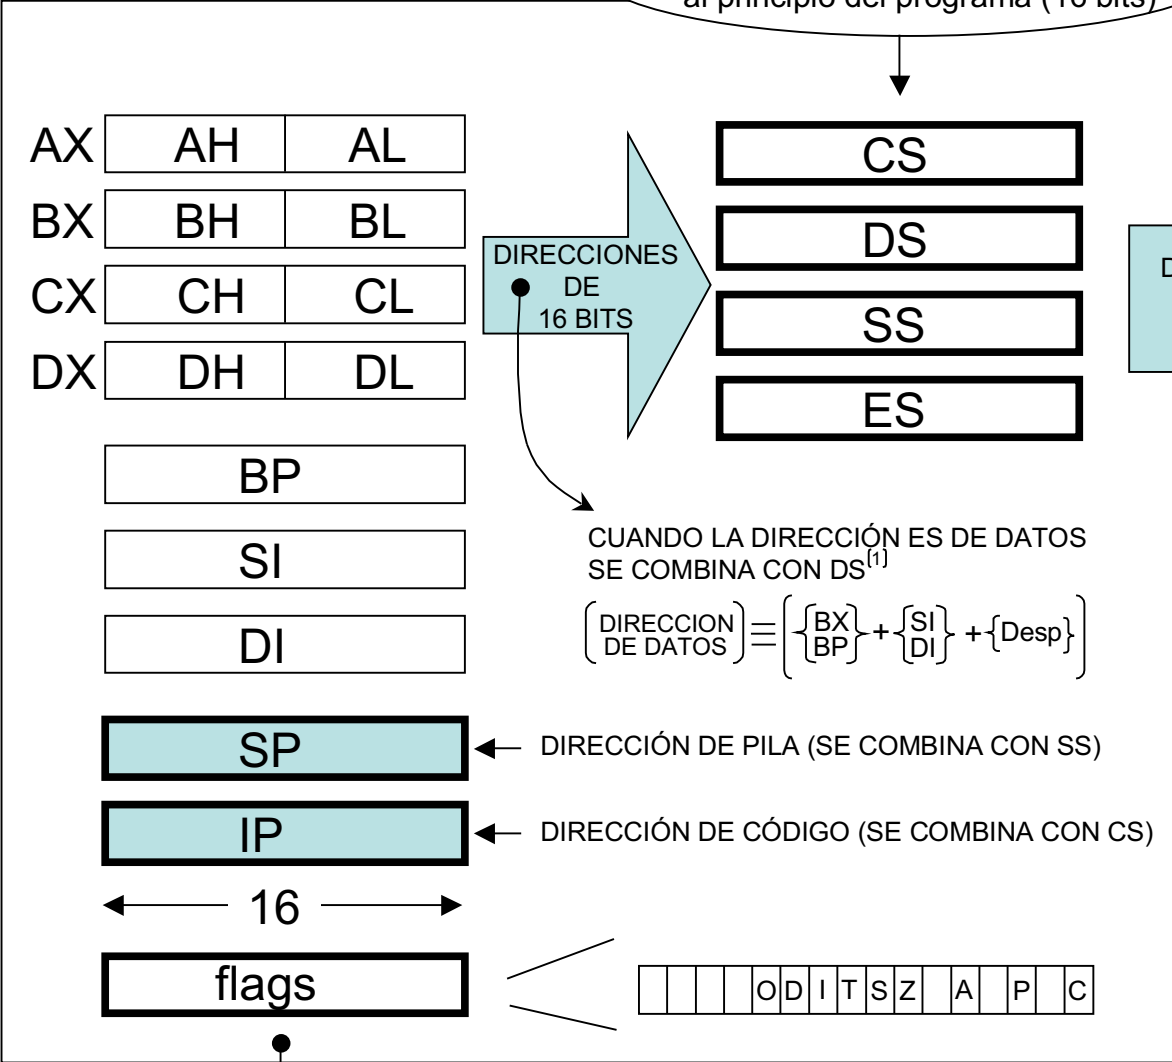 al principio del programa (16 bits)
AX AH AL
BX BH BL
CX CH CL
DX DH DL
DIRECCIONES
DE
16 BITS
CS
DS
SS
ES
D
BP
SI
DI
CUANDO LA DIRECCIÓN ES DE DATOS
SE COMBINA CON DS[1]
DIRECCION
DE DATOS
≡
{BX BP} + {SI DI} + {Desp}
SP
DIRECCIÓN DE PILA (SE COMBINA CON SS)
IP
DIRECCIÓN DE CÓDIGO (SE COMBINA CON CS)
16
flags
O D I T S Z A P C